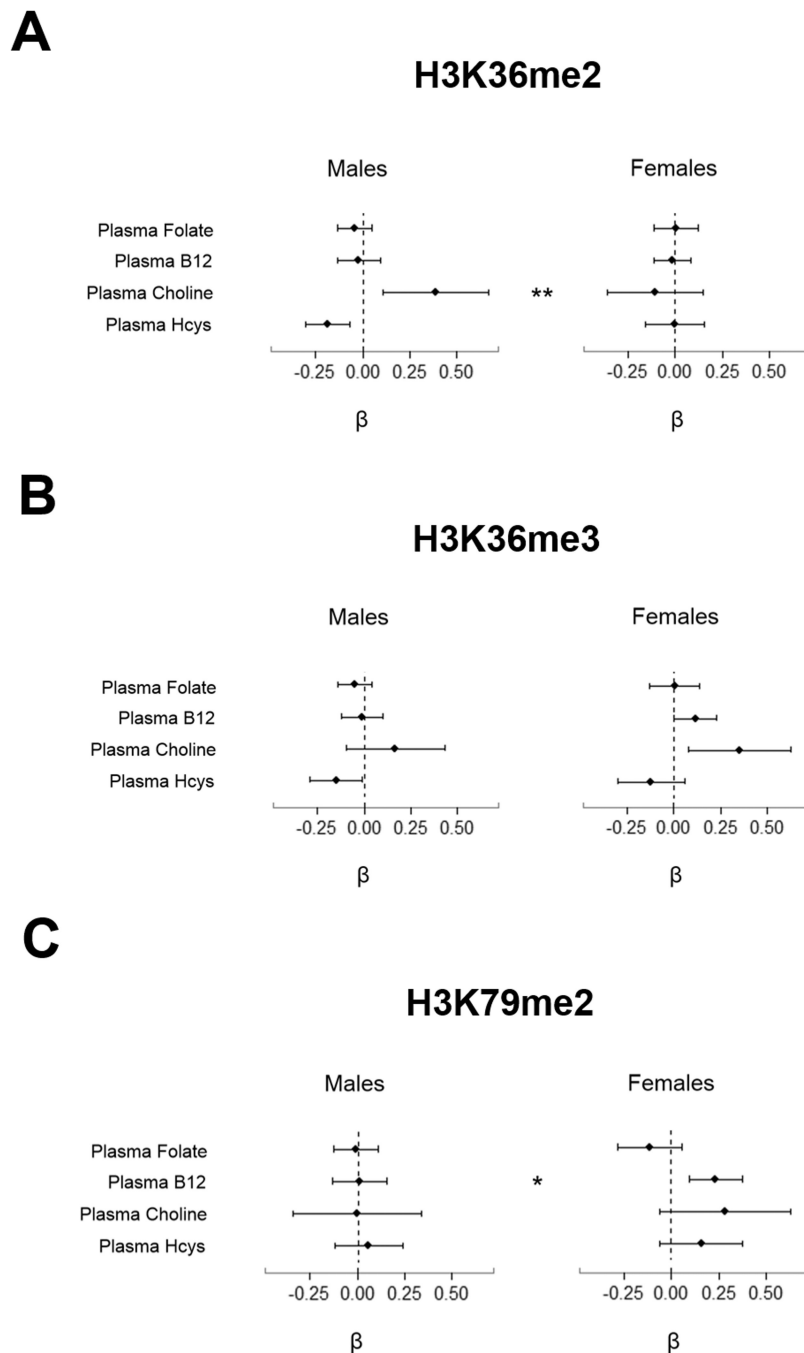 A
H3K36me2
Males Females
Plasma Folate
Plasma B12
Plasma Choline **
Plasma Hcys
-0.25 0.00 0.25 0.50 -0.25 0.00 0.25 0.50
β β
B
H3K36me3
Males Females
Plasma Folate
Plasma B12
Plasma Choline
Plasma Hcys
-0.25 0.00 0.25 0.50 -0.25 0.00 0.25 0.50
β β
C
H3K79me2
Males Females
Plasma Folate
Plasma B12 *
Plasma Choline
Plasma Hcys
-0.25 0.00 0.25 0.50 -0.25 0.00 0.25 0.50
β β